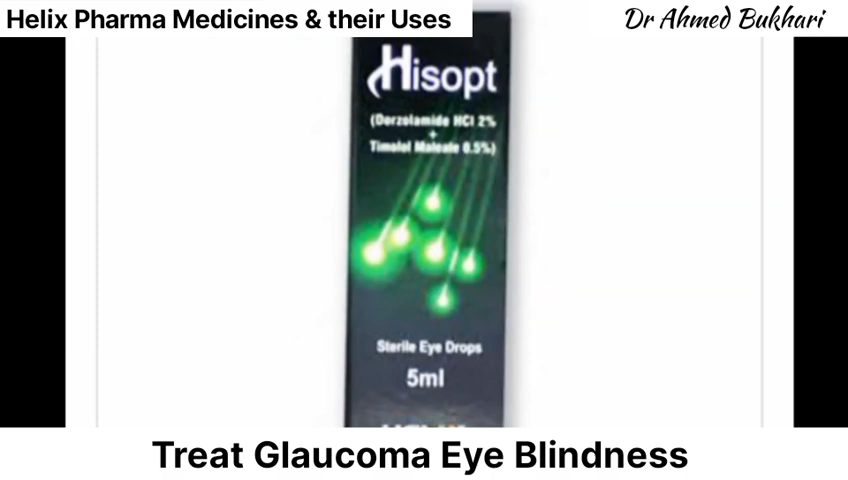 Helix Pharma Medicines & their Uses
Dr Ahmed Bukhari
Hisopt
(Dorzolamide HCl 2%
+
Timolol Maleate 0.5%)
Sterile Eye Drops
5ml
Treat Glaucoma Eye Blindness